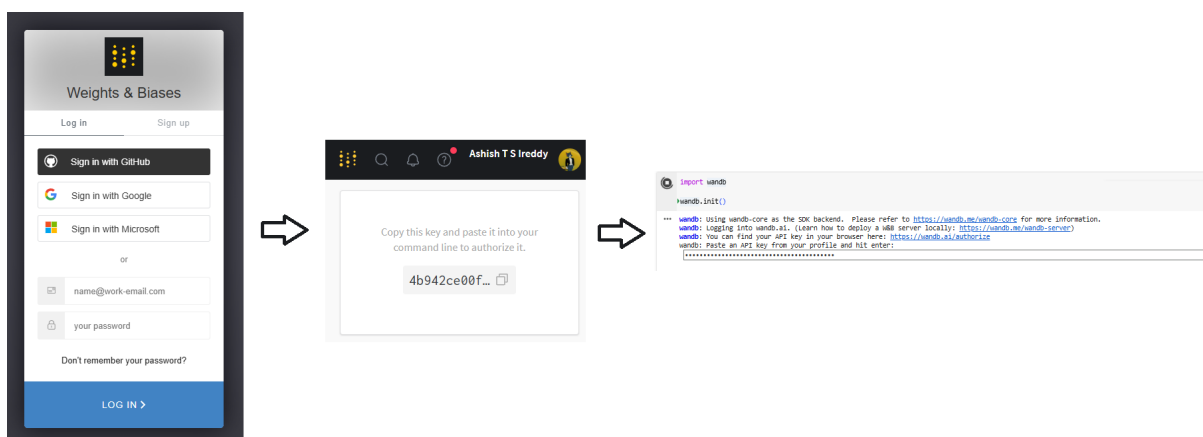 Weights & Biases
Log in
Sign up
Sign in with GitHub
Sign in with Google
Sign in with Microsoft
or
name@work-email.com
your password
Don't remember your password?
LOG IN
Ashish T S Ireddy
Copy this key and paste it into your
command line to authorize it.
4b942ce00f…
import wandb
wandb.init()
wandb: Using wandb-core as the SDK backend.  Please refer to https://wandb.me/wandb-core for more information.
wandb: Logging into wandb.ai. (Learn how to deploy a W&B server locally: https://wandb.me/wandb-server)
wandb: You can find your API key in your browser here: https://wandb.ai/authorize
wandb: Paste an API key from your profile and hit enter: